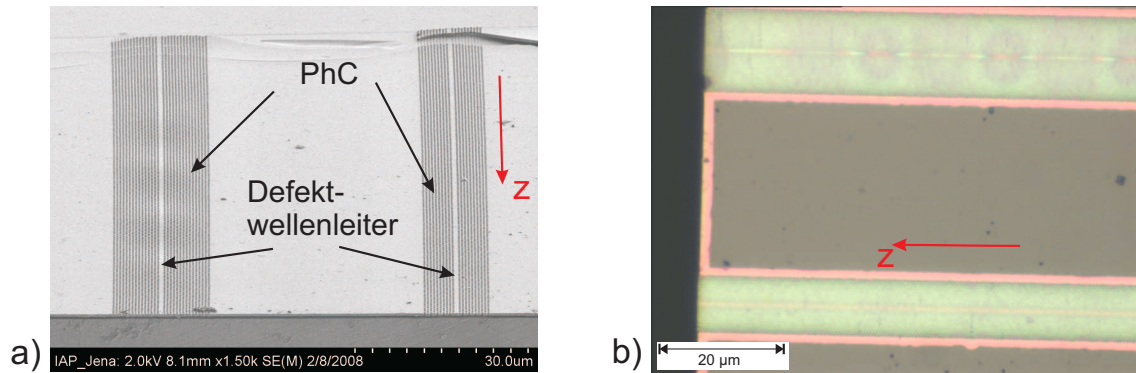 PhC
z
Defekt-
wellenleiter
a)
IAP_Jena: 2.0kV 8.1mm x1.50k SE(M) 2/8/2008
30.0um
z
20 µm
b)